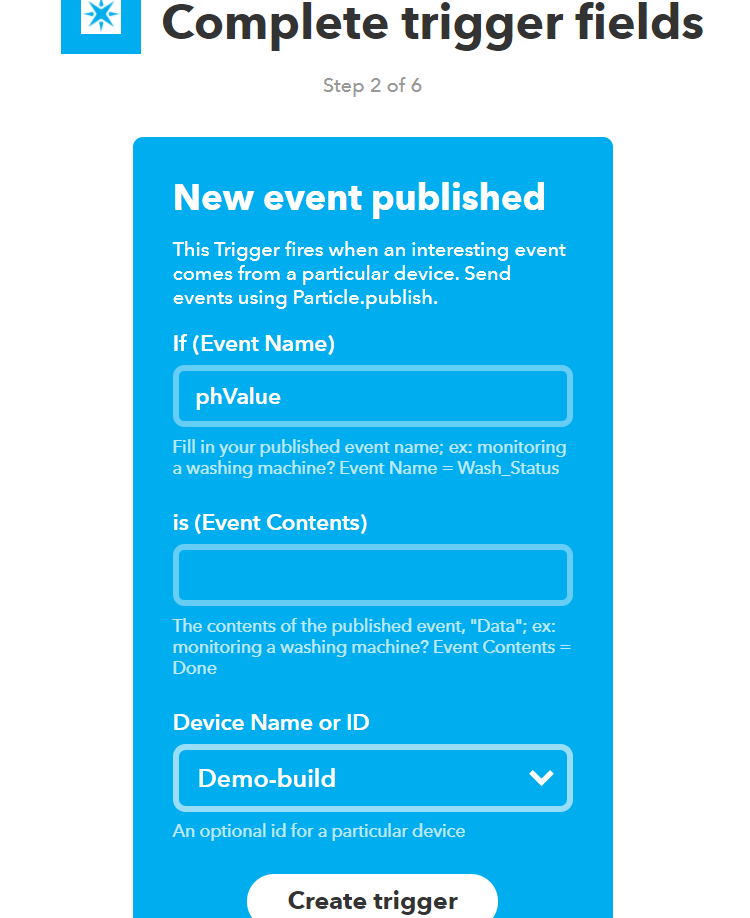 Complete trigger fields
Step 2 of 6
New event published
This Trigger fires when an interesting event
comes from a particular device. Send
events using Particle.publish.
If (Event Name)
phValue
Fill in your published event name; ex: monitoring
a washing machine? Event Name = Wash_Status
is (Event Contents)
The contents of the published event, "Data"; ex:
monitoring a washing machine? Event Contents =
Done
Device Name or ID
Demo-build
An optional id for a particular device
Create trigger